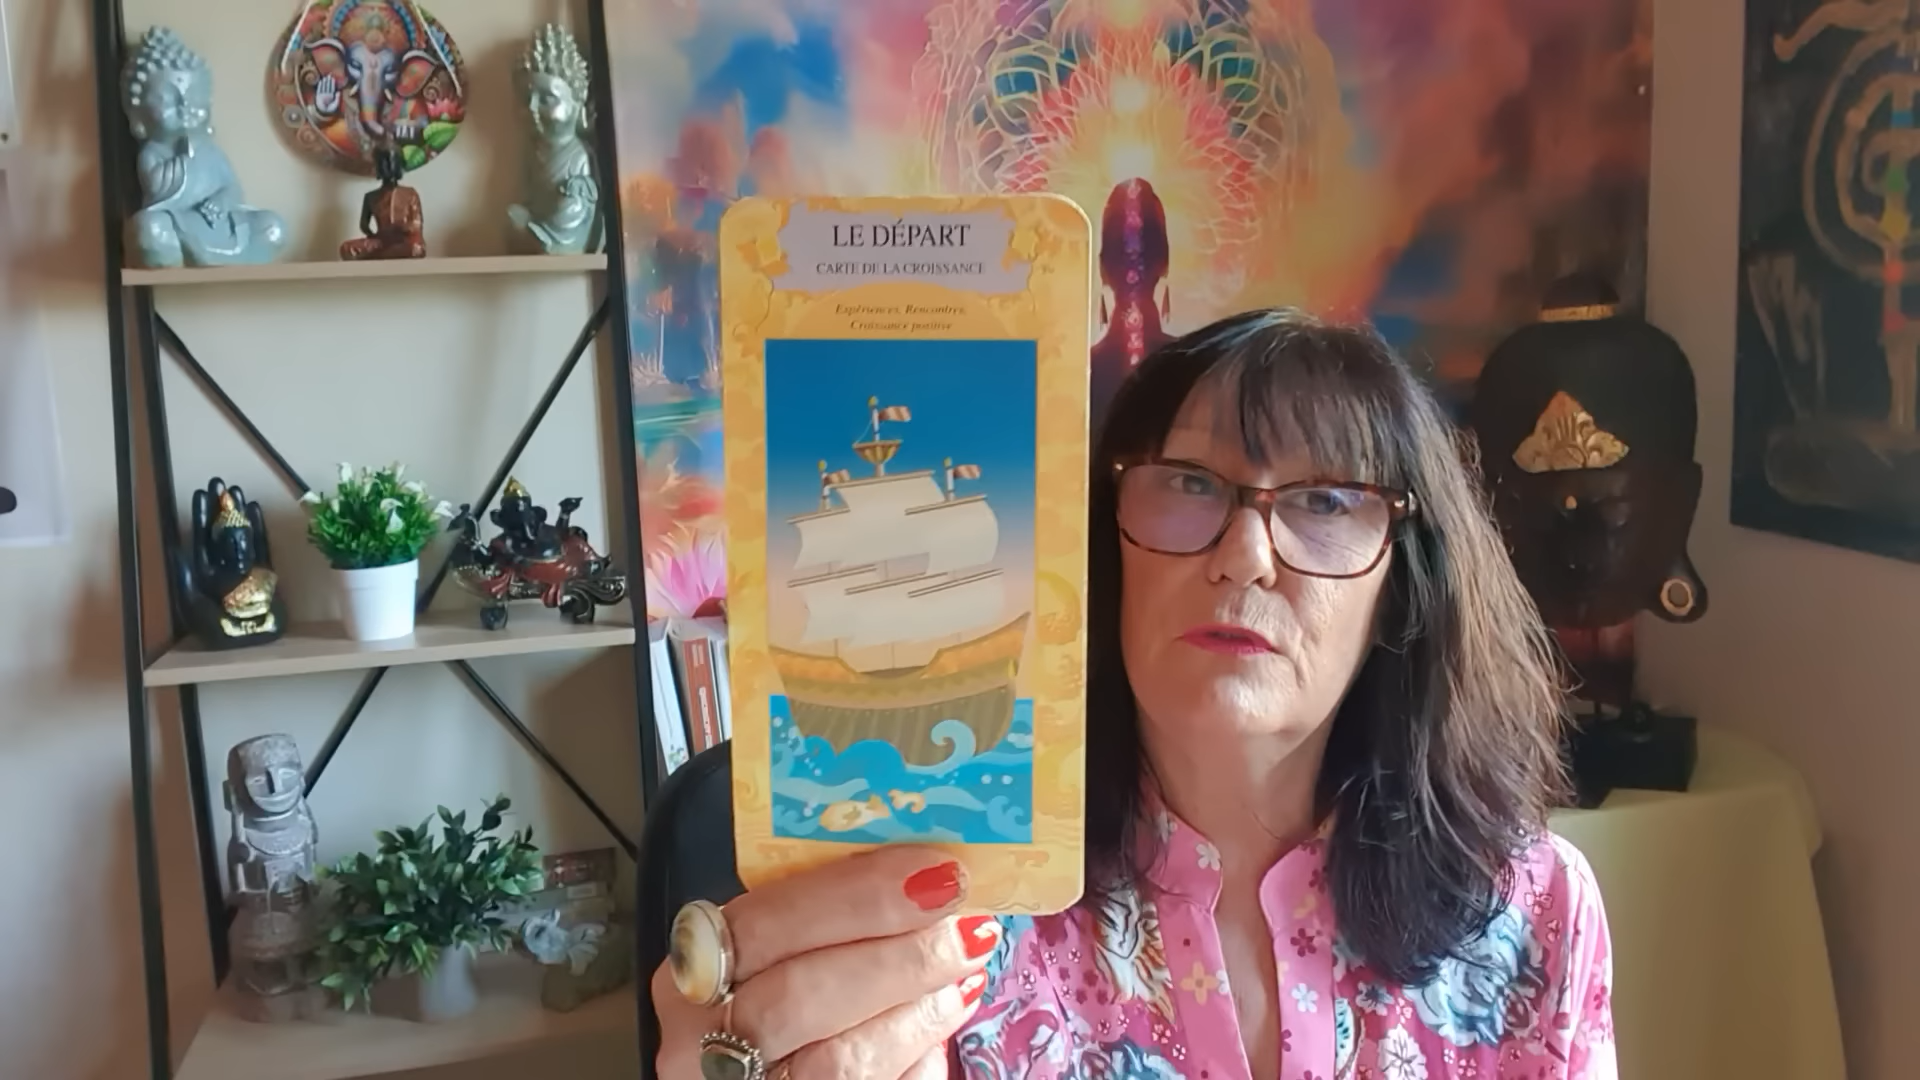 LE DÉPART
CARTE DE LA CROISSANCE
Expériences, Rencontres,
Croissance positive